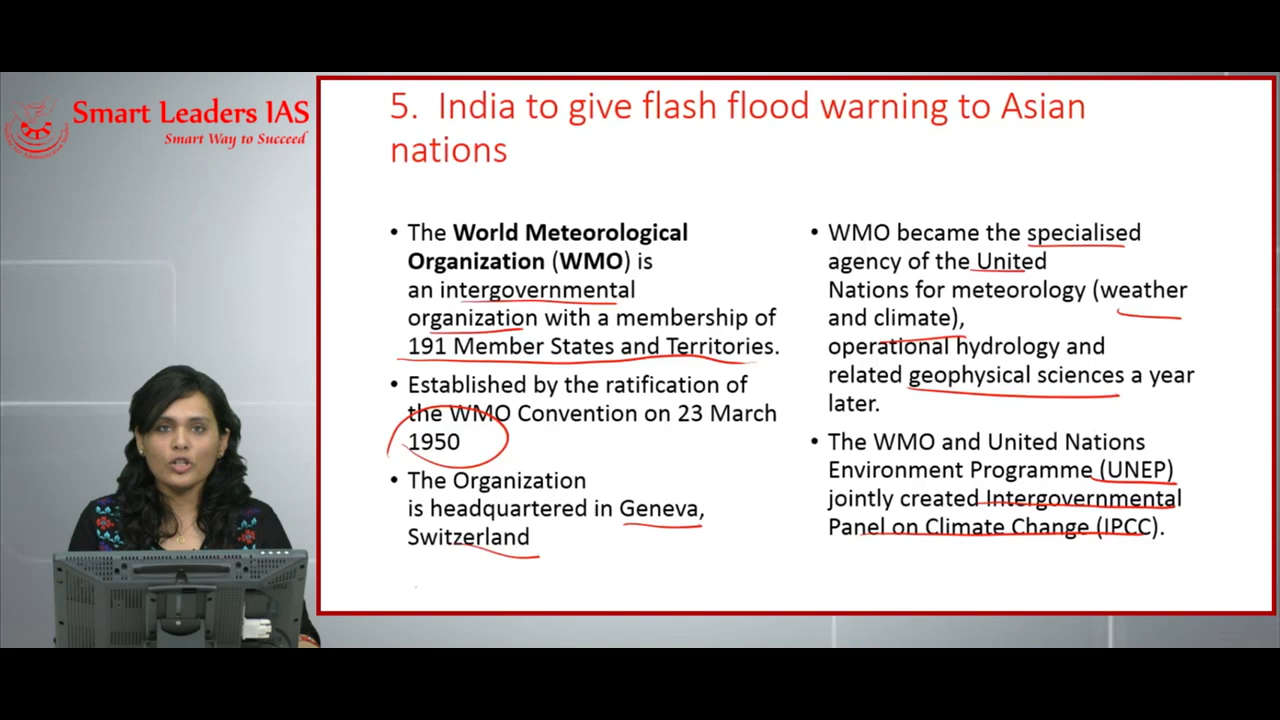 Smart Leaders IAS
Smart Way to Succeed
5. India to give flash flood warning to Asian
nations
• The World Meteorological
Organization (WMO) is
an intergovernmental
organization with a membership of
191 Member States and Territories.
• Established by the ratification of
the WMO Convention on 23 March
1950
• The Organization
is headquartered in Geneva,
Switzerland
• WMO became the specialised
agency of the United
Nations for meteorology (weather
and climate),
operational hydrology and
related geophysical sciences a year
later.
• The WMO and United Nations
Environment Programme (UNEP)
jointly created Intergovernmental
Panel on Climate Change (IPCC).